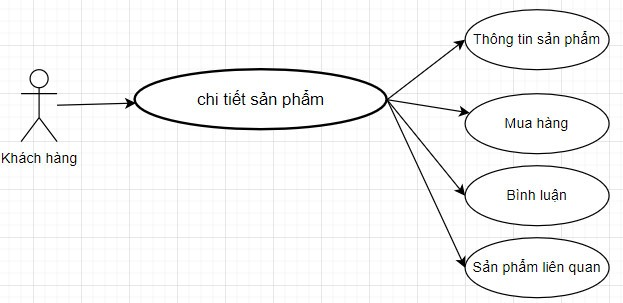 Thông tin sản phẩm
chi tiết sản phẩm
Mua hàng
Khách hàng
Bình luận
Sản phẩm liên quan